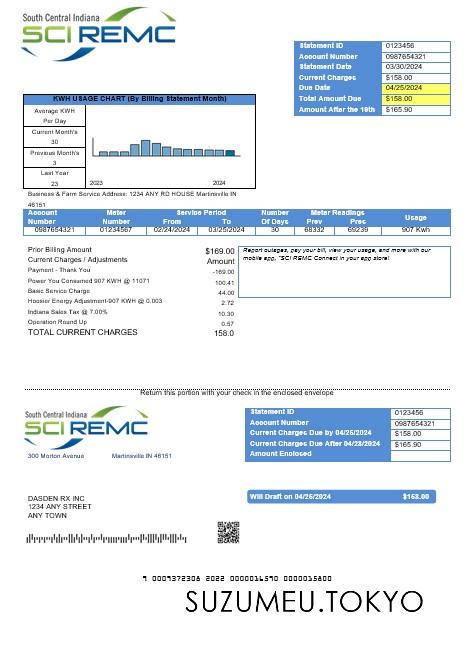 South Central Indiana
SCI REMC
Statement ID 0123456
Account Number 0987654321
Statement Date 03/30/2024
Current Charges $158.00
Due Date 04/25/2024
Total Amount Due $158.00
Amount After the 19th $165.90
KWH USAGE CHART (By Billing Statement Month)
Average KWH
Per Day
Current Month's
30
Previous Month's
3
Last Year
23
2023 2024
Business & Farm Service Address: 1234 ANY RD HOUSE Martinsville IN
46151
Account Number Meter Number Service Period From To Number Of Days Meter Readings Prev Pres Usage
0987654321 01234567 02/24/2024 03/25/2024 30 68332 69239 907 Kwh
Prior Billing Amount $169.00
Current Charges / Adjustments Amount
Payment - Thank You -169.00
Power You Consumed 907 KWH @ 11071 100.41
Basic Service Charge 44.00
Hoosier Energy Adjustment-907 KWH @ 0.003 2.72
Indiana Sales Tax @ 7.00% 10.30
Operation Round Up 0.57
TOTAL CURRENT CHARGES 158.0
Report outages, pay your bill, view your usage, and more with our
mobile app, "SCI REMC Connect in your app store!
Return this portion with your check in the enclosed envelope
South Central Indiana
SCI REMC
300 Morton Avenue Martinsville IN 46151
Statement ID 0123456
Account Number 0987654321
Current Charges Due by 04/25/2024 $158.00
Current Charges Due After 04/23/2024 $165.90
Amount Enclosed
Will Draft on 04/25/2024 $158.00
DASDEN RX INC
1234 ANY STREET
ANY TOWN
9 0009372308 2022 0000016590 0000015800
SUZUMEU.TOKYO